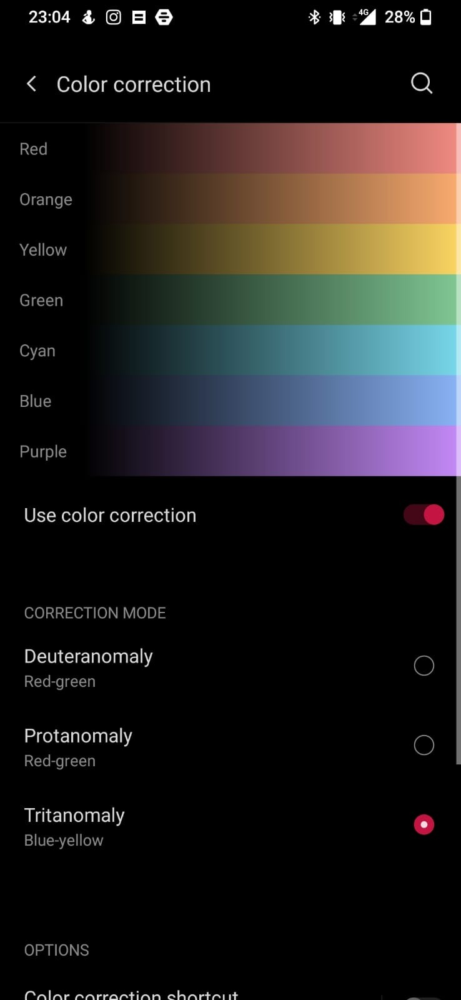 23:04 4G 28%
Color correction
Red
Orange
Yellow
Green
Cyan
Blue
Purple
Use color correction
CORRECTION MODE
Deuteranomaly
Red-green
Protanomaly
Red-green
Tritanomaly
Blue-yellow
OPTIONS
Color correction shortcut